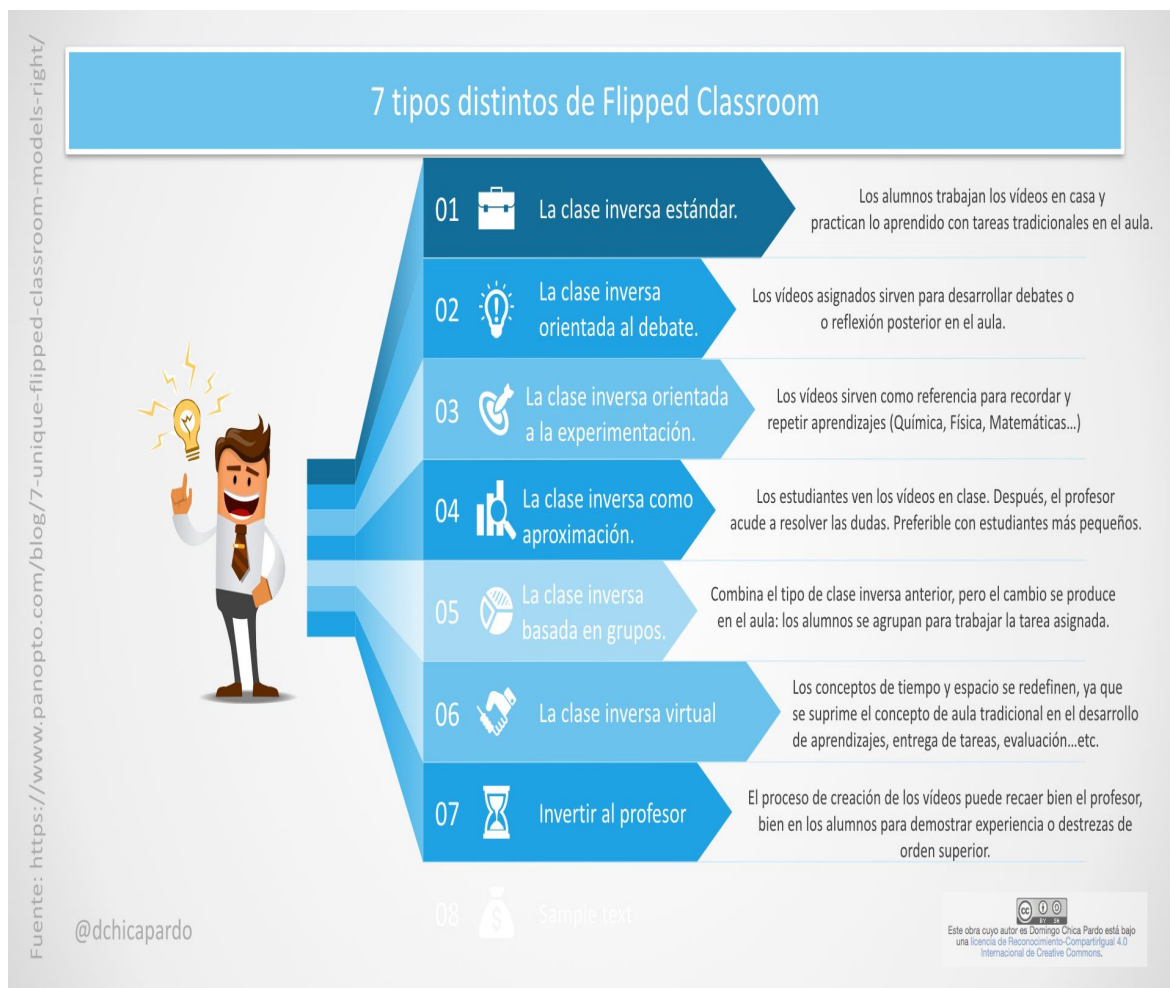 7 tipos distintos de Flipped Classroom
01
La clase inversa estándar.
Los alumnos trabajan los vídeos en casa y
practican lo aprendido con tareas tradicionales en el aula.
02
La clase inversa
orientada al debate.
Los vídeos asignados sirven para desarrollar debates o
o reflexión posterior en el aula.
03
La clase inversa orientada
a la experimentación.
Los vídeos sirven como referencia para recordar y
repetir aprendizajes (Química, Física, Matemáticas...)
04
La clase inversa como
aproximación.
Los estudiantes ven los vídeos en clase. Después, el profesor
acude a resolver las dudas. Preferible con estudiantes más pequeños.
05
La clase inversa
basada en grupos.
Combina el tipo de clase inversa anterior, pero el cambio se produce
en el aula: los alumnos se agrupan para trabajar la tarea asignada.
06
La clase inversa virtual
Los conceptos de tiempo y espacio se redefinen, ya que
se suprime el concepto de aula tradicional en el desarrollo
de aprendizajes, entrega de tareas, evaluación...etc.
07
Invertir al profesor
El proceso de creación de los vídeos puede recaer bien el profesor,
bien en los alumnos para demostrar experiencia o destrezas de
orden superior.
08
$
Sample text
Fuente: https://www.panopto.com/blog/7-unique-flipped-classroom-models-right/
@dchicapardo
cc
BY SA
Este obra cuyo autor es Domingo Chica Pardo está bajo
una licencia de Reconocimiento-CompartirIgual 4.0
Internacional de Creative Commons.